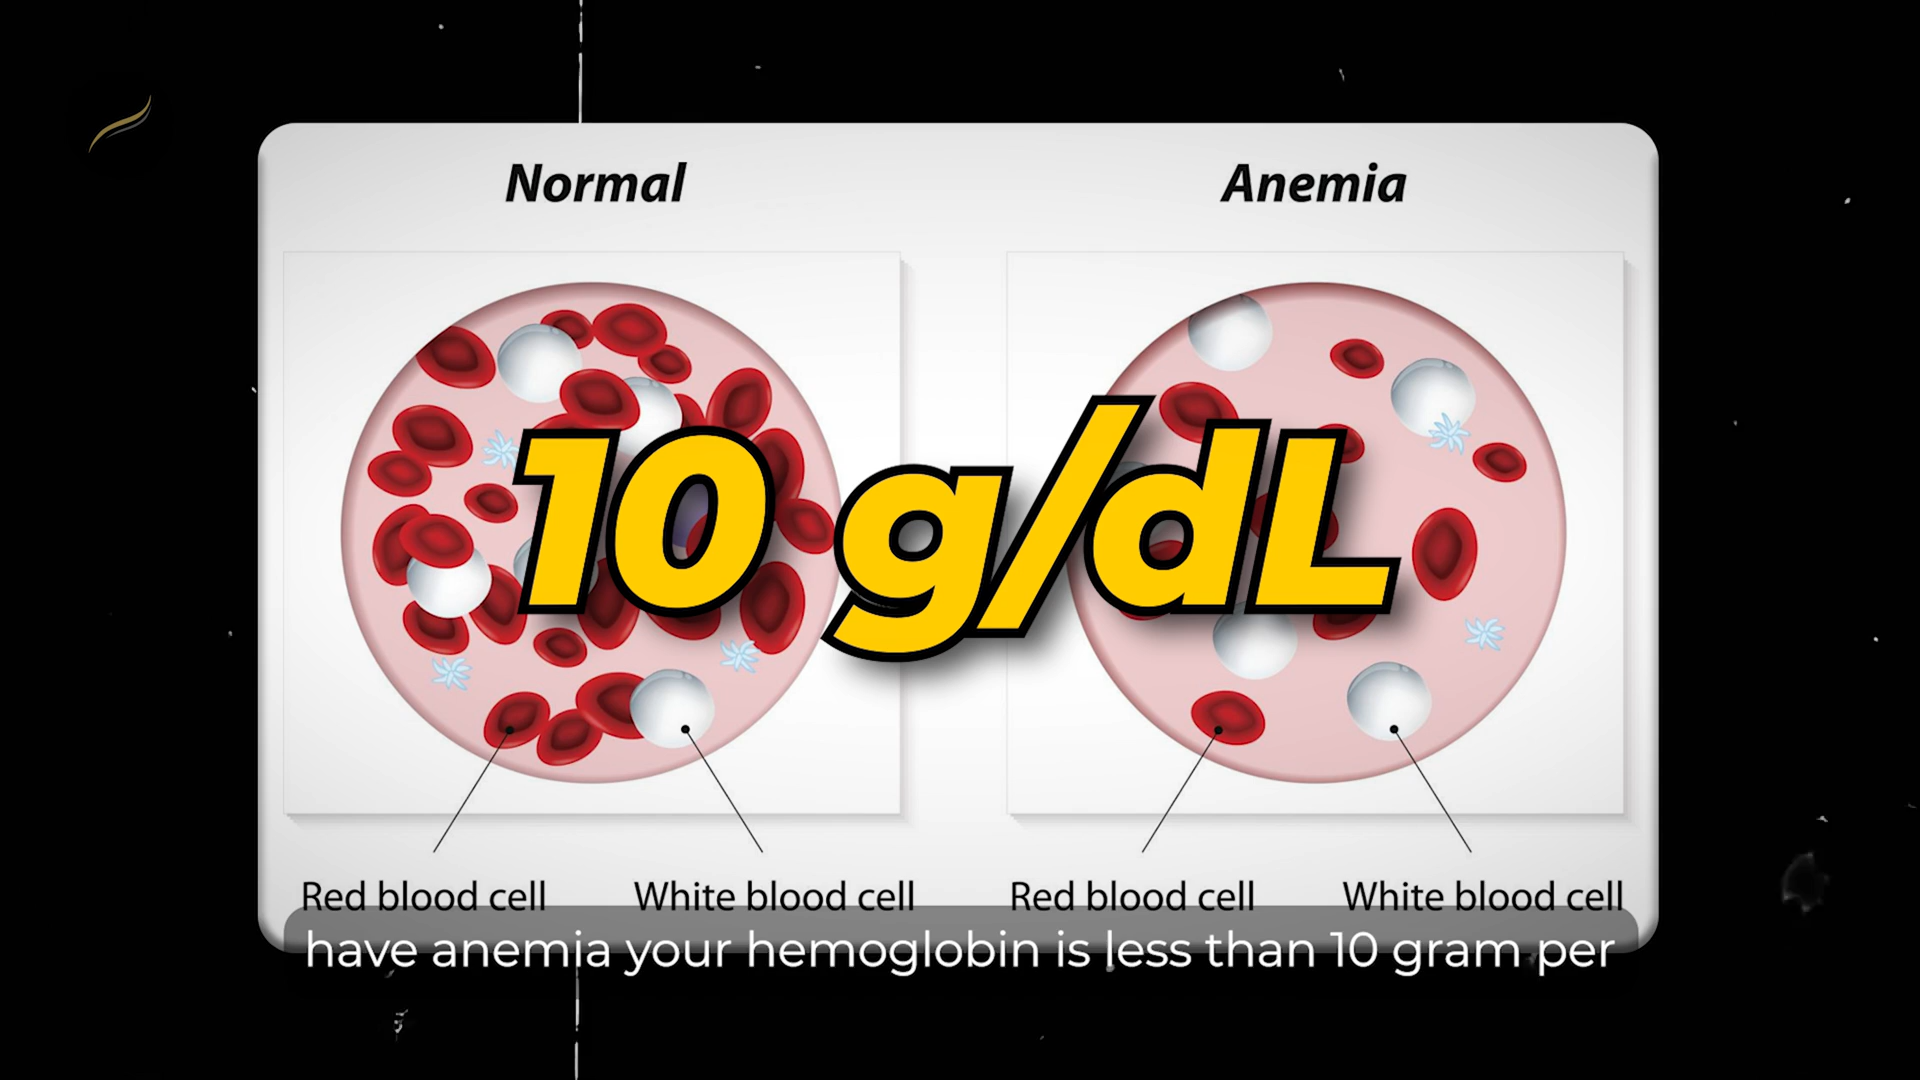 Normal
Anemia
10 g/dL
Red blood cell
White blood cell
Red blood cell
White blood cell
have anemia your hemoglobin is less than 10 gram per